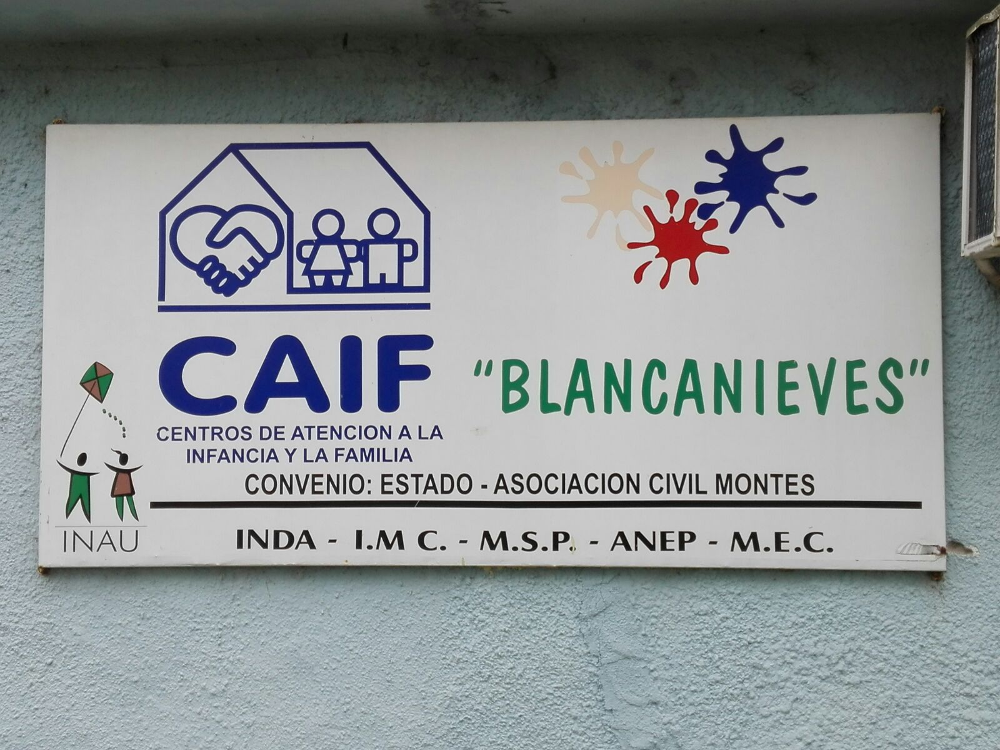 CAIF
CENTROS DE ATENCION A LA
INFANCIA Y LA FAMILIA
"BLANCANIEVES"
CONVENIO: ESTADO - ASOCIACION CIVIL MONTES
INAU
INDA - I.M C. - M.S.P. - ANEP - M.E.C.